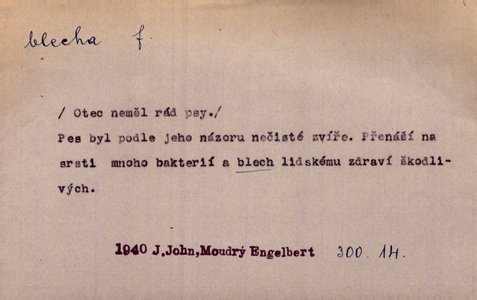 blecha f.
/ Otec neměl rád psy./
Pes byl podle jeho názoru nečisté zvíře. Přenáší na
srsti mnoho bakterií a blech lidskému zdraví škodli-
vých.
1940 J.John,Moudrý Engelbert 300.14.